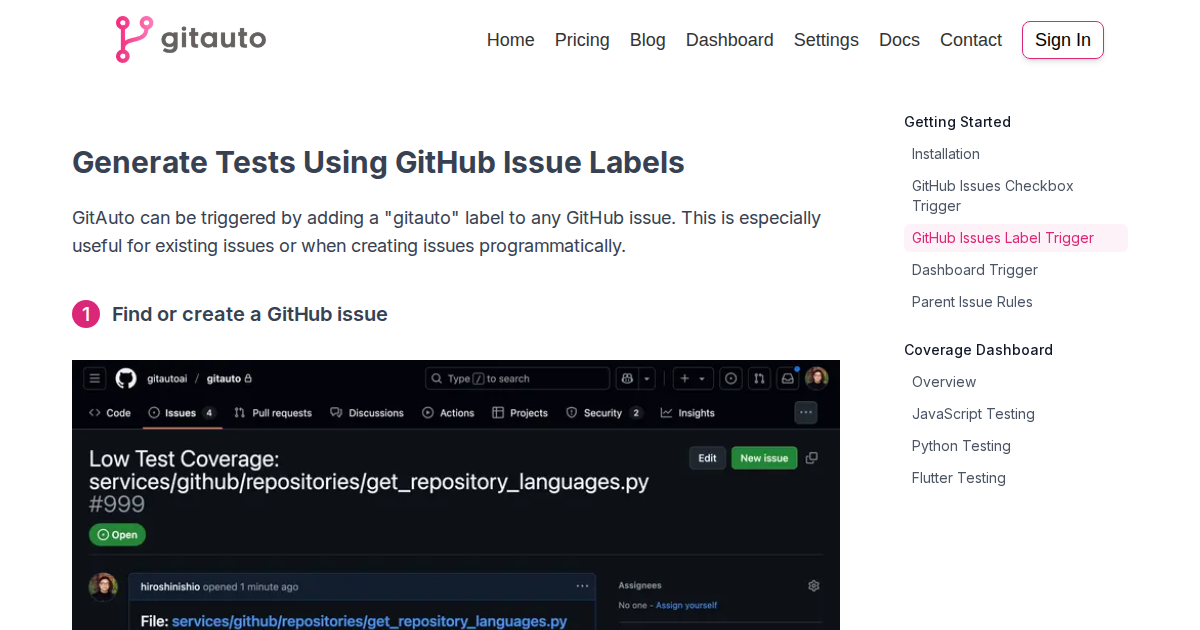 gitauto
Home Pricing Blog Dashboard Settings Docs Contact Sign In
Generate Tests Using GitHub Issue Labels
GitAuto can be triggered by adding a "gitauto" label to any GitHub issue. This is especially
useful for existing issues or when creating issues programmatically.
1 Find or create a GitHub issue
gitautoai / gitauto
Type / to search
Code Issues 4 Pull requests Discussions Actions Projects Security 2 Insights
Low Test Coverage:
services/github/repositories/get_repository_languages.py
#999
Edit New issue
Open
hiroshinishio opened 1 minute ago
File: services/github/repositories/get_repository_languages.py
Assignees
No one - Assign yourself
Getting Started
Installation
GitHub Issues Checkbox
Trigger
GitHub Issues Label Trigger
Dashboard Trigger
Parent Issue Rules
Coverage Dashboard
Overview
JavaScript Testing
Python Testing
Flutter Testing